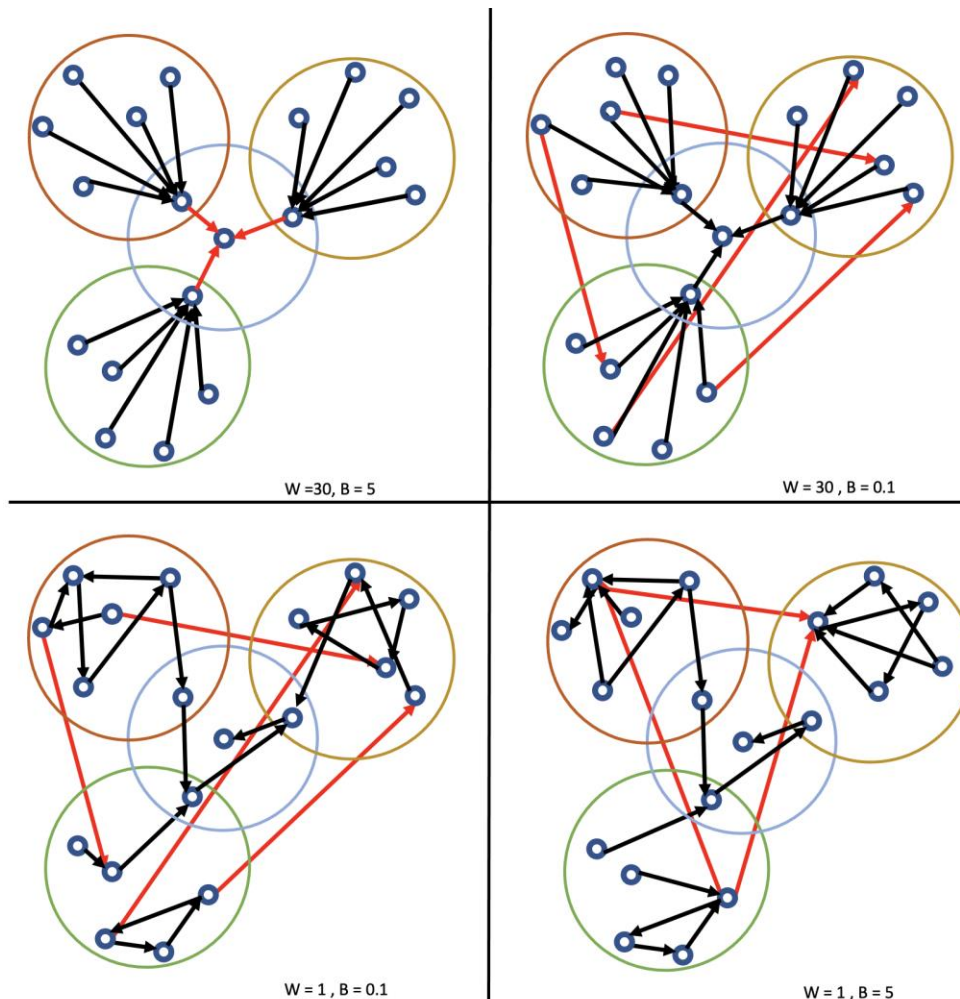 W =30, B = 5
W = 30 , B = 0.1
W = 1 , B = 0.1
W = 1 , B = 5